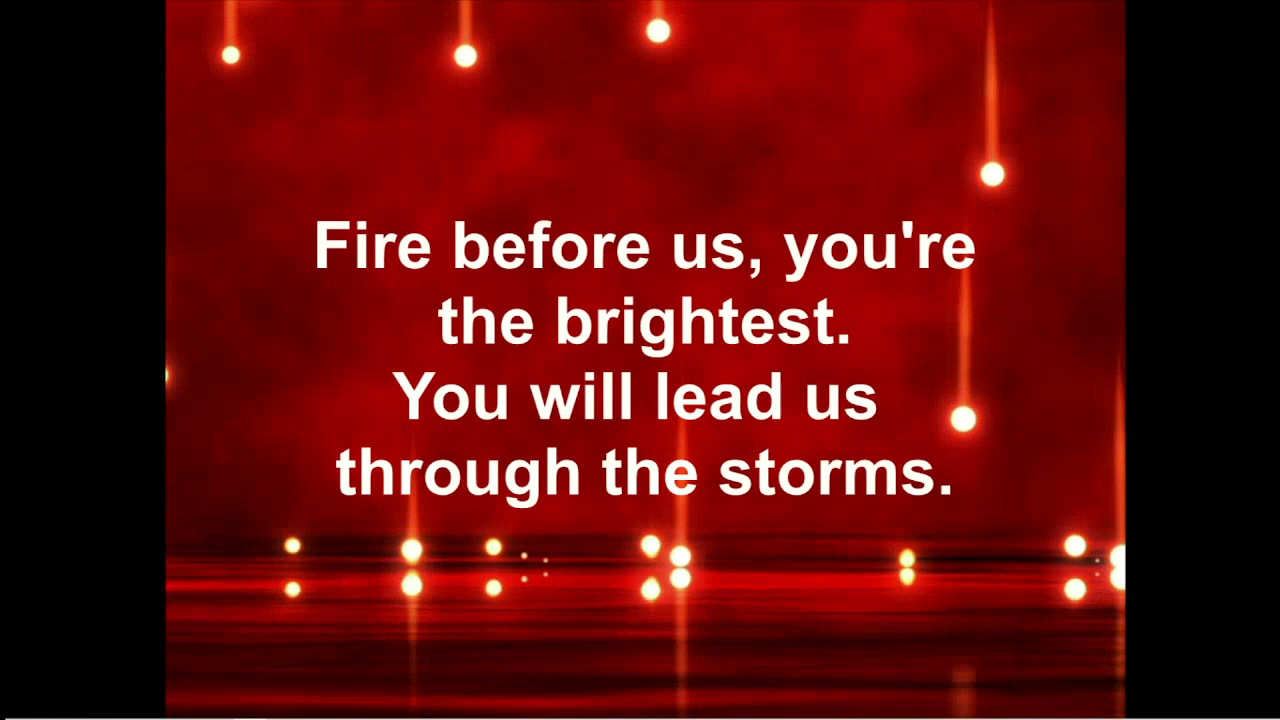 Fire before us, you're
the brightest.
You will lead us
through the storms.